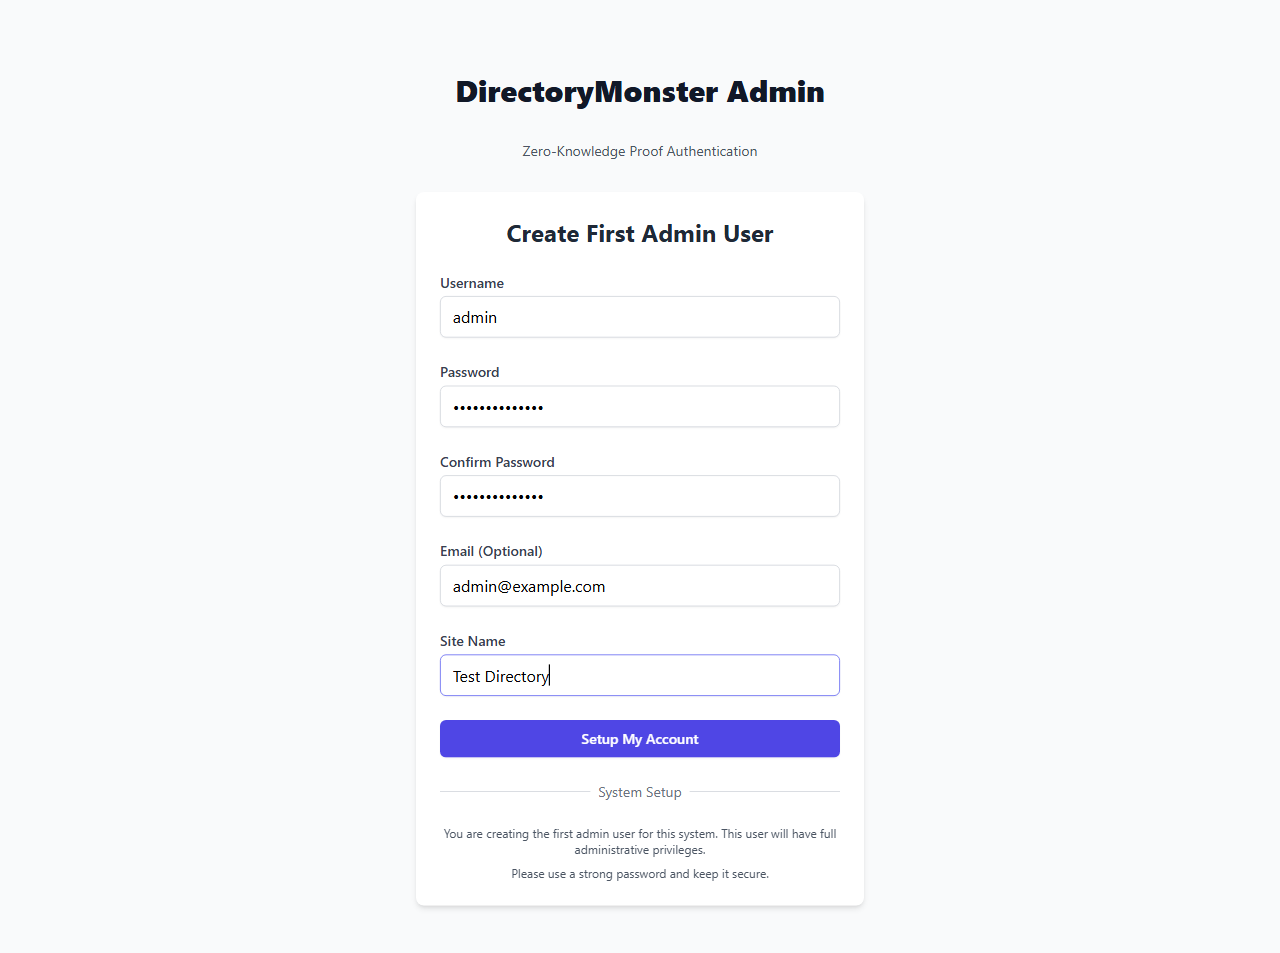 DirectoryMonster Admin
Zero-Knowledge Proof Authentication
Create First Admin User
Username
admin
Password
••••••••••••••
Confirm Password
••••••••••••••
Email (Optional)
admin@example.com
Site Name
Test Directory
Setup My Account
System Setup
You are creating the first admin user for this system. This user will have full
administrative privileges.
Please use a strong password and keep it secure.